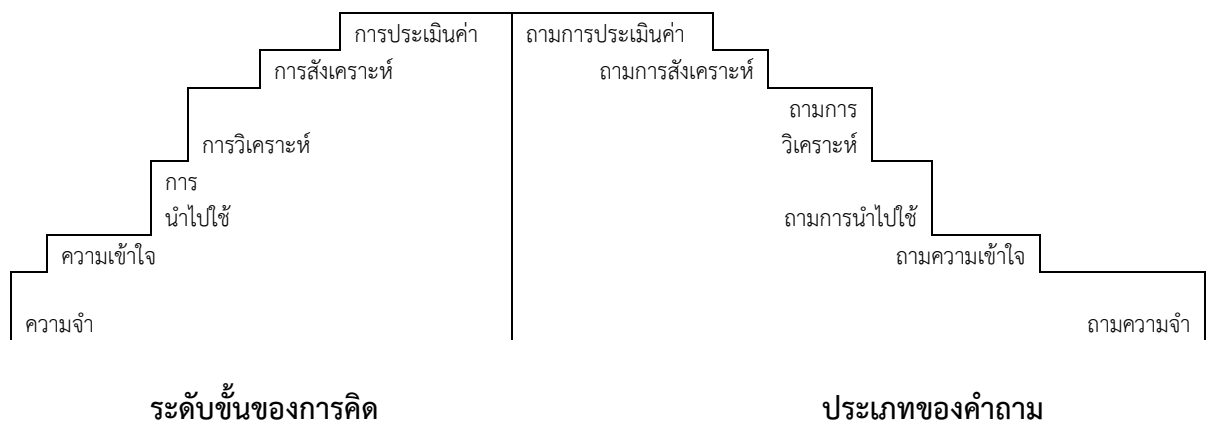 การประเมินค่า ถามการประเมินค่า
การสังเคราะห์ ถามการสังเคราะห์
ถามการ
การวิเคราะห์ วิเคราะห์
การ
นำไปใช้ ถามการนำไปใช้
ความเข้าใจ ถามความเข้าใจ
ความจำ ถามความจำ
ระดับขั้นของการคิด ประเภทของคำถาม